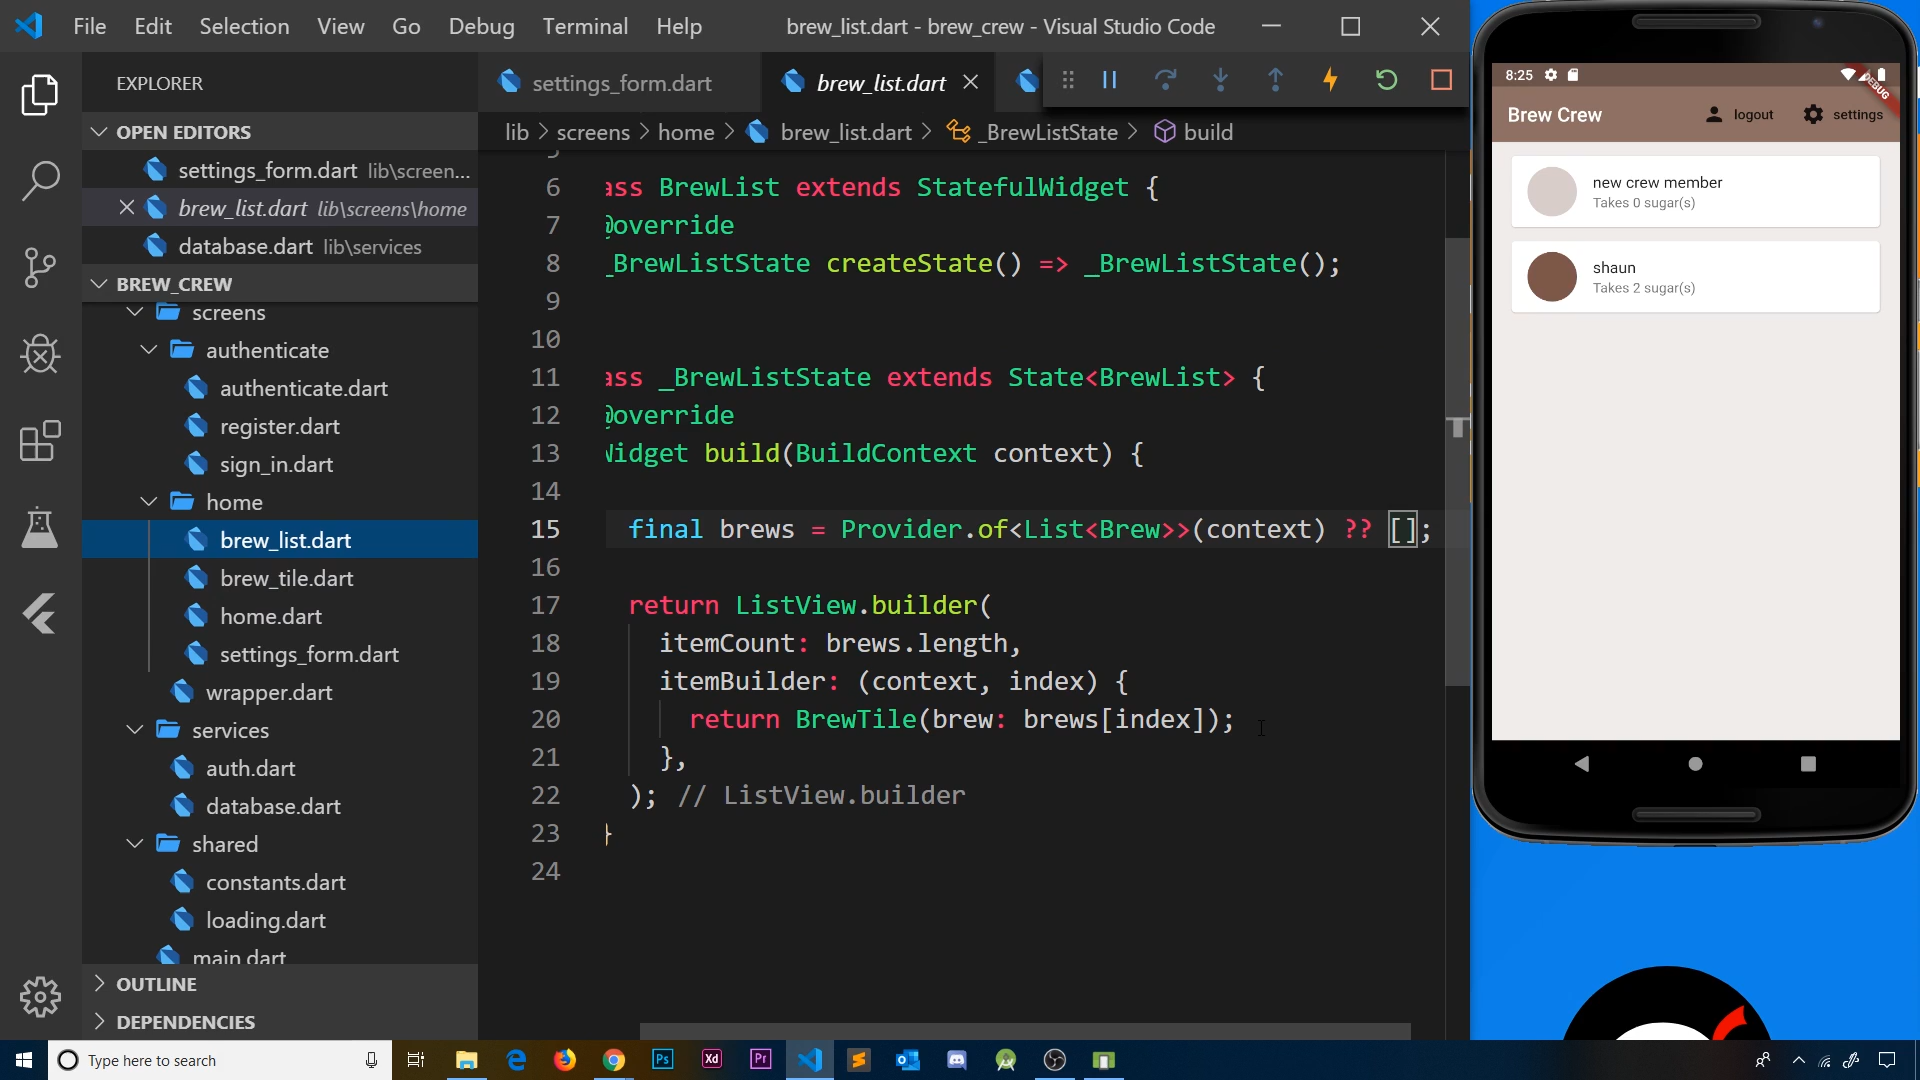 File Edit Selection View Go Debug Terminal Help
brew_list.dart - brew_crew - Visual Studio Code
EXPLORER
OPEN EDITORS
settings_form.dart lib\screen...
brew_list.dart lib\screens\home
database.dart lib\services
BREW_CREW
screens
authenticate
authenticate.dart
register.dart
sign_in.dart
home
brew_list.dart
brew_tile.dart
home.dart
settings_form.dart
wrapper.dart
services
auth.dart
database.dart
shared
constants.dart
loading.dart
main.dart
OUTLINE
DEPENDENCIES
settings_form.dart
brew_list.dart
lib > screens > home > brew_list.dart > _BrewListState > build
5
6 ass BrewList extends StatefulWidget {
7 @override
8 _BrewListState createState() => _BrewListState();
9
10
11 ass _BrewListState extends State<BrewList> {
12 @override
13 Widget build(BuildContext context) {
14
15 final brews = Provider.of<List<Brew>>(context) ?? [];
16
17 return ListView.builder(
18 itemCount: brews.length,
19 itemBuilder: (context, index) {
20 return BrewTile(brew: brews[index]);
21 },
22 ); // ListView.builder
23 }
24
8:25
DEBUG
Brew Crew
logout
settings
new crew member
Takes 0 sugar(s)
shaun
Takes 2 sugar(s)
Type here to search
Ps
Xd
Pr